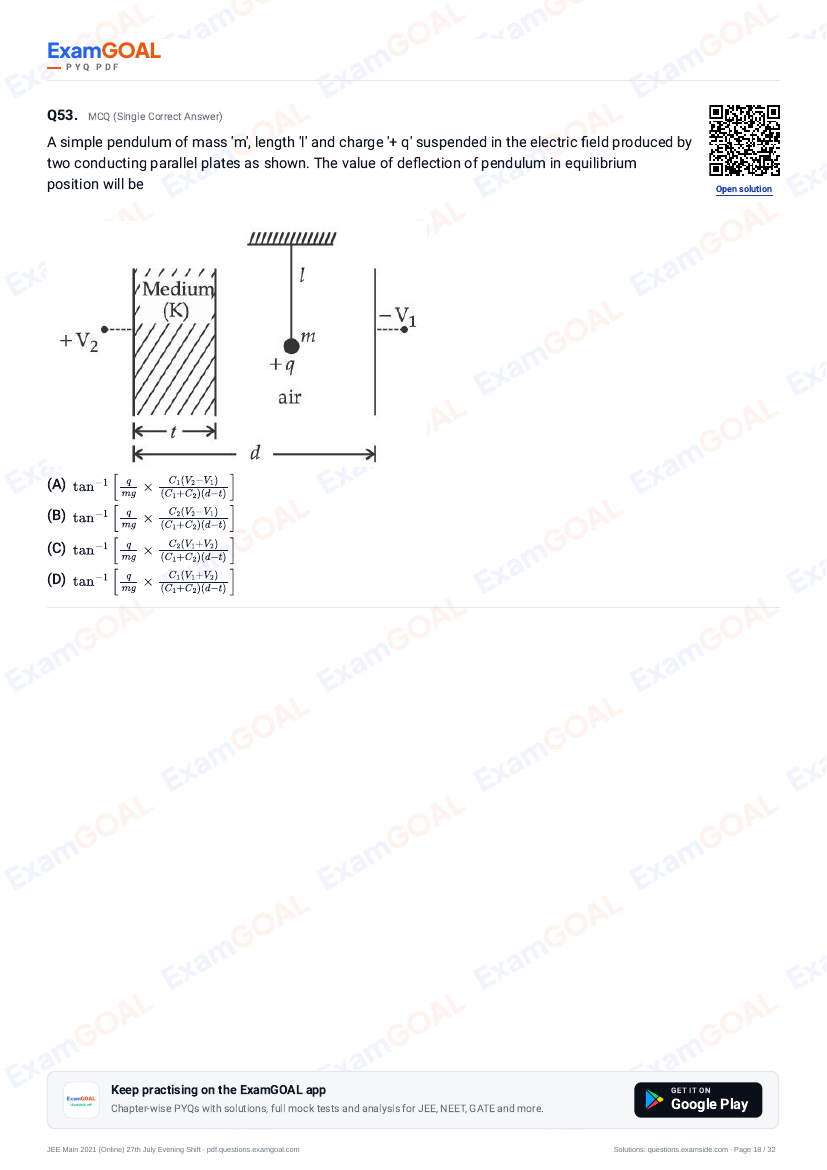 ExamGOAL
PYQ PDF
Q53. MCQ (Single Correct Answer)
A simple pendulum of mass 'm', length 'l' and charge '+ q' suspended in the electric field produced by
two conducting parallel plates as shown. The value of deflection of pendulum in equilibrium
position will be
Open solution
Medium
(K)
l
+V₂
−V₁
m
+q
air
t
d
(A) tan⁻¹ [q/mg × C₁(V₂−V₁)/(C₁+C₂)(d−t)]
(B) tan⁻¹ [q/mg × C₂(V₂−V₁)/(C₁+C₂)(d−t)]
(C) tan⁻¹ [q/mg × C₂(V₁+V₂)/(C₁+C₂)(d−t)]
(D) tan⁻¹ [q/mg × C₁(V₁+V₂)/(C₁+C₂)(d−t)]
Keep practising on the ExamGOAL app
Chapter-wise PYQs with solutions, full mock tests and analysis for JEE, NEET, GATE and more.
GET IT ON
Google Play
JEE Main 2021 (Online) 27th July Evening Shift · pdf.questions.examgoal.com
Solutions: questions.examside.com · Page 18 / 32